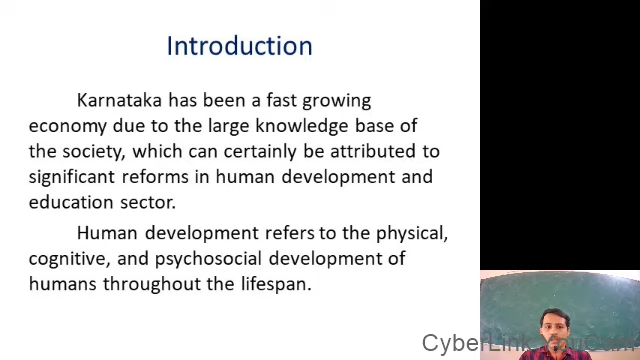 Introduction
Karnataka has been a fast growing
economy due to the large knowledge base of
the society, which can certainly be attributed to
significant reforms in human development and
education sector.
Human development refers to the physical,
cognitive, and psychosocial development of
humans throughout the lifespan.
CyberLink YouCam